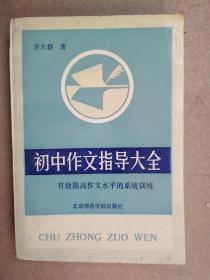 齐大群 著
初中作文指导大全
有效提高作文水平的系统训练
北京师范学院出版社
CHU ZHONG ZUO WEN